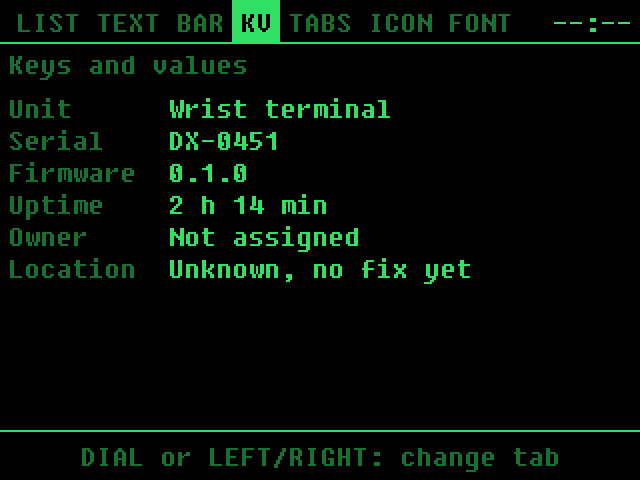 LIST TEXT BAR KV TABS ICON FONT --:--
Keys and values
Unit Wrist terminal
Serial DX-0451
Firmware 0.1.0
Uptime 2 h 14 min
Owner Not assigned
Location Unknown, no fix yet
DIAL or LEFT/RIGHT: change tab